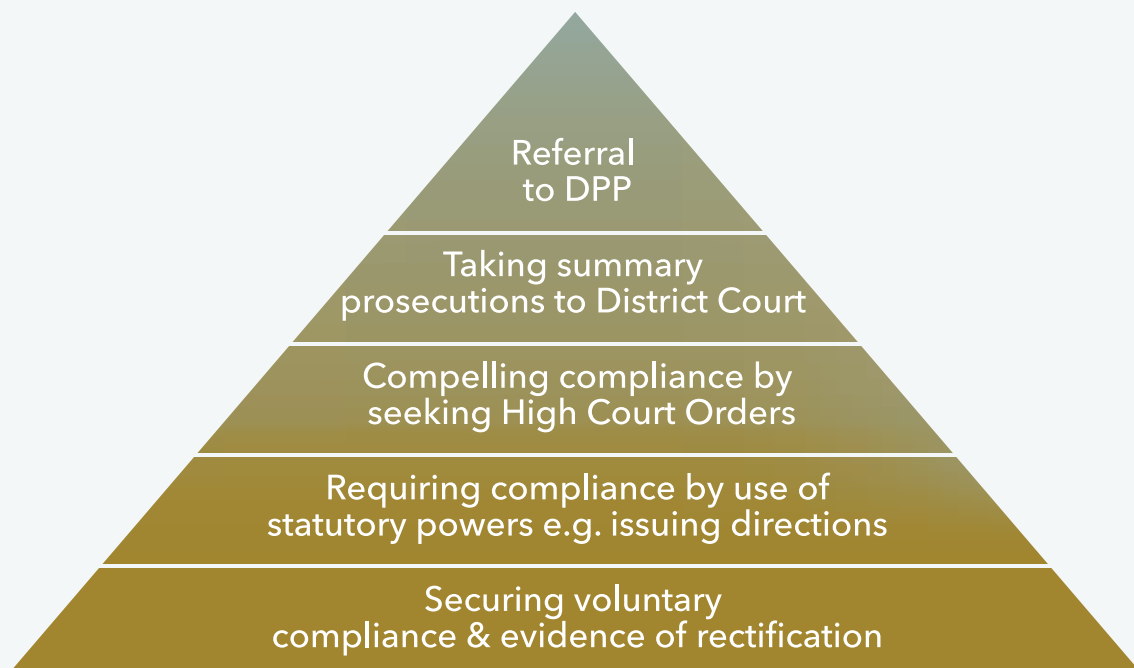 Referral
to DPP
Taking summary
prosecutions to District Court
Compelling compliance by
seeking High Court Orders
Requiring compliance by use of
statutory powers e.g. issuing directions
Securing voluntary
compliance & evidence of rectification